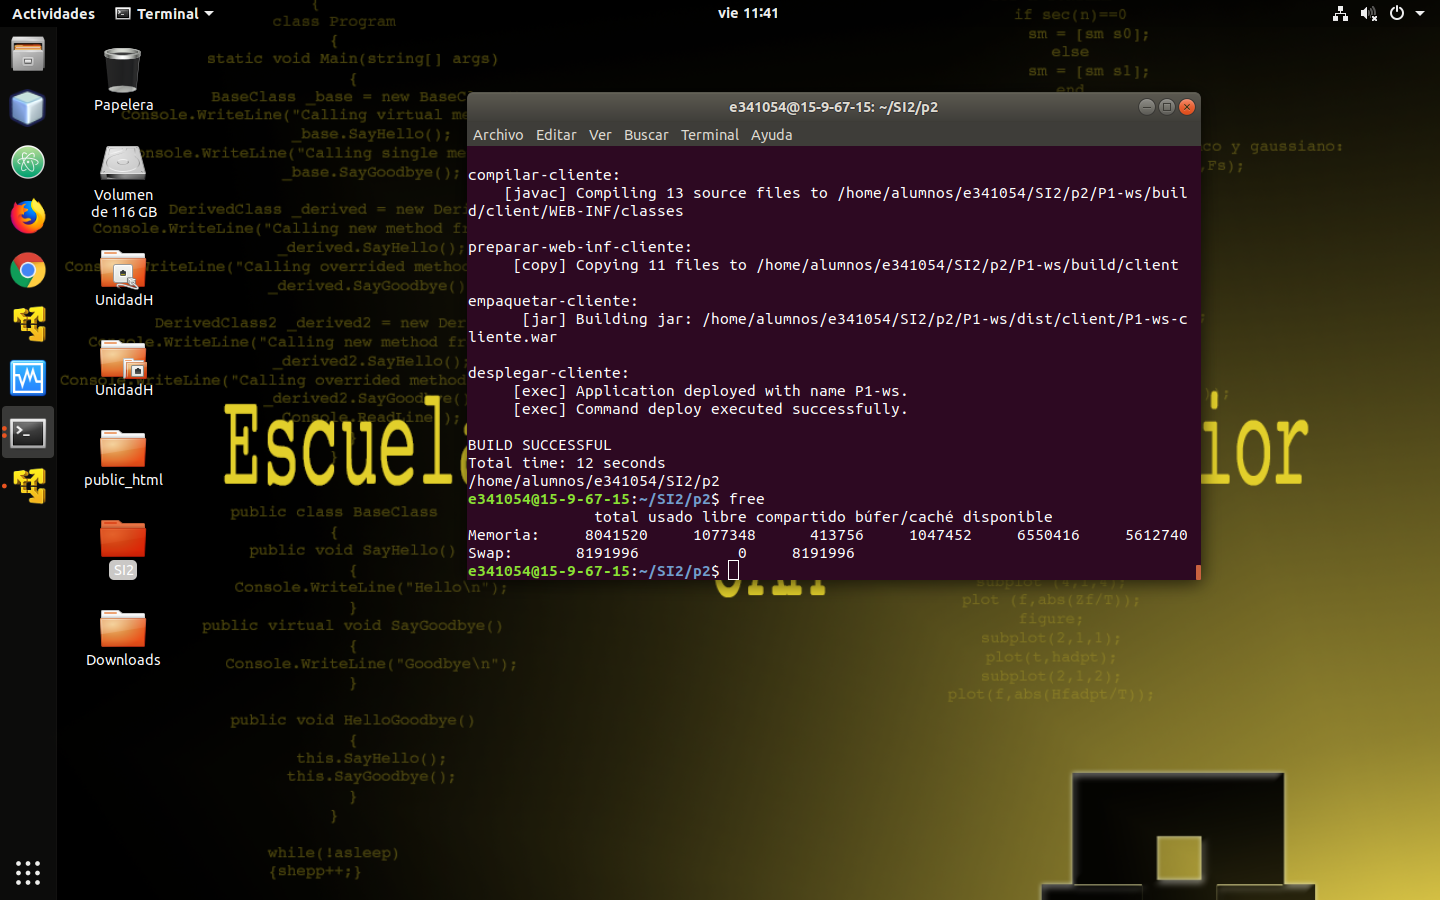 Actividades
Terminal
vie 11:41
Papelera
Volumen
de 116 GB
UnidadH
UnidadH
public_html
SI2
Downloads
{
class Program
{
static void Main(string[] args)
{
BaseClass _base = new BaseC
Console.WriteLine("Calling virtual me
_base.SayHello();
Console.WriteLine("Calling single me
_base.SayGoodbye();
DerivedClass _derived = new Der
Console.WriteLine("Calling new method fr
_derived.SayHello();
Console.WriteLine("Calling overrided method
_derived.SayGoodbye()
DerivedClass2 _derived2 = new Der
Console.WriteLine("Calling new method fr
_derived2.SayHello();
Console.WriteLine("Calling overrided method
_derived2.SayGoodbye()
Console.ReadLine();
}
}
public class BaseClass
{
public void SayHello()
{
Console.WriteLine("Hello\n");
}
public virtual void SayGoodbye()
{
Console.WriteLine("Goodbye\n");
}
public void HelloGoodbye()
{
this.SayHello();
this.SayGoodbye();
}
}
while(!asleep)
{shepp++;}
Escuela
ior
if sec(n)==0
sm = [sm s0];
else
sm = [sm s1];
end
co y gaussiano:
,Fs);
subplot (4,1,4);
plot (f,abs(Zf/T));
figure;
subplot(2,1,1);
plot(t,hadpt);
subplot(2,1,2);
plot(f,abs(Hfadpt/T));
e341054@15-9-67-15: ~/SI2/p2
Archivo Editar Ver Buscar Terminal Ayuda
compilar-cliente:
[javac] Compiling 13 source files to /home/alumnos/e341054/SI2/p2/P1-ws/buil
d/client/WEB-INF/classes
preparar-web-inf-cliente:
[copy] Copying 11 files to /home/alumnos/e341054/SI2/p2/P1-ws/build/client
empaquetar-cliente:
[jar] Building jar: /home/alumnos/e341054/SI2/p2/P1-ws/dist/client/P1-ws-c
liente.war
desplegar-cliente:
[exec] Application deployed with name P1-ws.
[exec] Command deploy executed successfully.
BUILD SUCCESSFUL
Total time: 12 seconds
/home/alumnos/e341054/SI2/p2
e341054@15-9-67-15:~/SI2/p2$ free
total usado libre compartido búfer/caché disponible
Memoria: 8041520 1077348 413756 1047452 6550416 5612740
Swap: 8191996 0 8191996
e341054@15-9-67-15:~/SI2/p2$